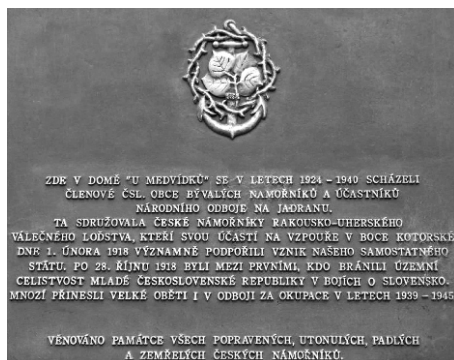 ZDE V DOMĚ "U MEDVÍDKŮ" SE V LETECH 1924 – 1940 SCHÁZELI
ČLENOVÉ ČSL. OBCE BÝVALÝCH NÁMOŘNÍKŮ A ÚČASTNÍKŮ
NÁRODNÍHO ODBOJE NA JADRANU.
TA SDRUŽOVALA ČESKÉ NÁMOŘNÍKY RAKOUSKO-UHERSKÉHO
VÁLEČNÉHO LOĎSTVA, KTEŘÍ SVOU ÚČASTÍ NA VZPOUŘE V BOCE KOTORSKÉ
DNE 1. ÚNORA 1918 VÝZNAMNĚ PODPOŘILI VZNIK NAŠEHO SAMOSTATNÉHO
STÁTU. PO 28. ŘÍJNU 1918 BYLI MEZI PRVNÍMI, KDO BRÁNILI ÚZEMNÍ
CELISTVOST MLADÉ ČESKOSLOVENSKÉ REPUBLIKY V BOJÍCH O SLOVENSKO.
MNOZÍ PŘINESLI VELKÉ OBĚTI I V ODBOJI ZA OKUPACE V LETECH 1939 – 1945
VĚNOVÁNO PAMÁTCE VŠECH POPRAVENÝCH, UTONULÝCH, PADLÝCH
A ZEMŘELÝCH ČESKÝCH NÁMOŘNÍKŮ.